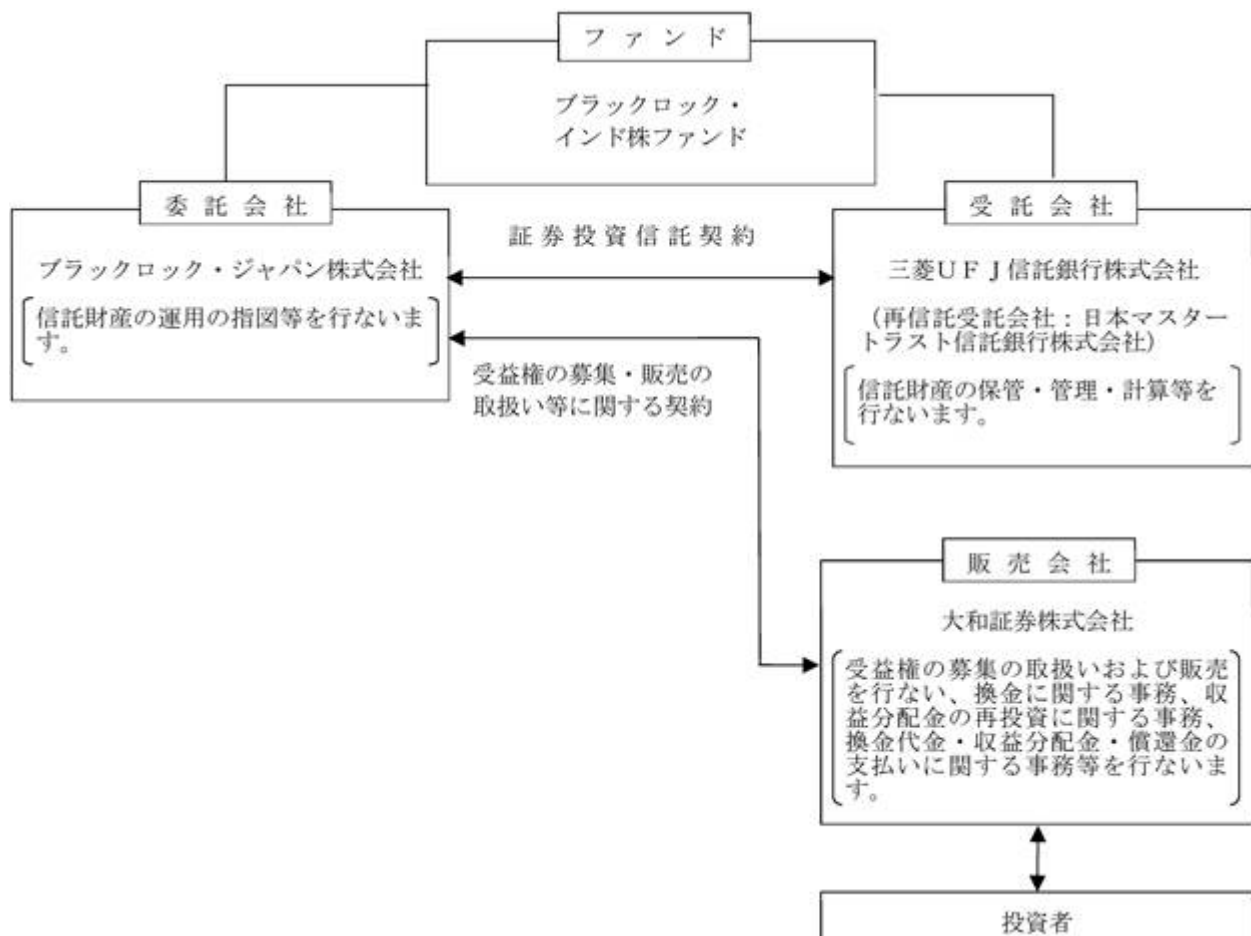 ファンド
ブラックロック・
インド株ファンド
委託会社
ブラックロック・ジャパン株式会社
信託財産の運用の指図等を行ないま
す。
証券投資信託契約
受益権の募集・販売の
取扱い等に関する契約
受託会社
三菱UFJ信託銀行株式会社
(再信託受託会社:日本マスター
トラスト信託銀行株式会社)
信託財産の保管・管理・計算等を
行ないます。
販売会社
大和証券株式会社
受益権の募集の取扱いおよび販売
を行ない、換金に関する事務、収
益分配金の再投資に関する事務、
換金代金・収益分配金・償還金の
支払いに関する事務等を行ないま
す。
投資者